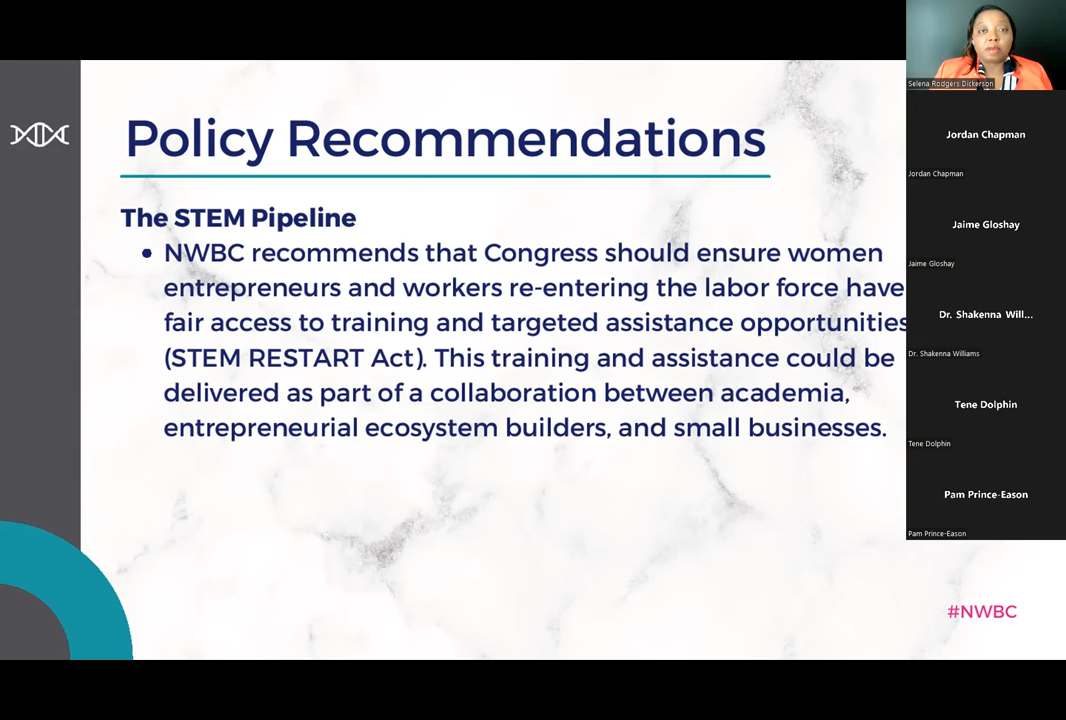 Policy Recommendations
The STEM Pipeline
• NWBC recommends that Congress should ensure women
entrepreneurs and workers re-entering the labor force have
fair access to training and targeted assistance opportunities
(STEM RESTART Act). This training and assistance could be
delivered as part of a collaboration between academia,
entrepreneurial ecosystem builders, and small businesses.
#NWBC
Selena Rodgers Dickerson
Jordan Chapman
Jordan Chapman
Jaime Gloshay
Jaime Gloshay
Dr. Shakenna Will...
Dr. Shakenna Williams
Tene Dolphin
Tene Dolphin
Pam Prince-Eason
Pam Prince-Eason